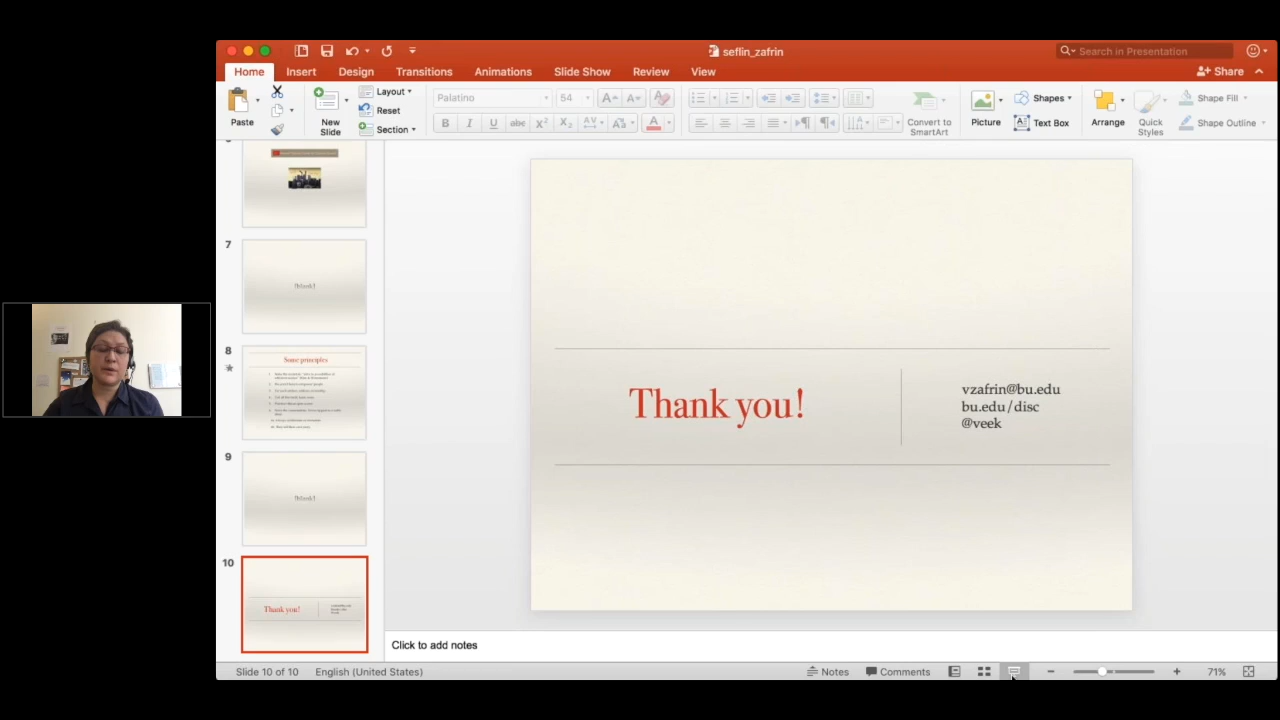 seflin_zafrin
Search in Presentation
Home
Insert
Design
Transitions
Animations
Slide Show
Review
View
Share
Paste
New
Slide
Layout
Reset
Section
Palatino
54
Convert to
SmartArt
Picture
Shapes
Text Box
Arrange
Quick
Styles
Shape Fill
Shape Outline
7
[blank]
8
Some principles
9
[blank]
10
Thank you!
Thank you!
vzafrin@bu.edu
bu.edu/disc
@veek
Click to add notes
Slide 10 of 10
English (United States)
Notes
Comments
71%